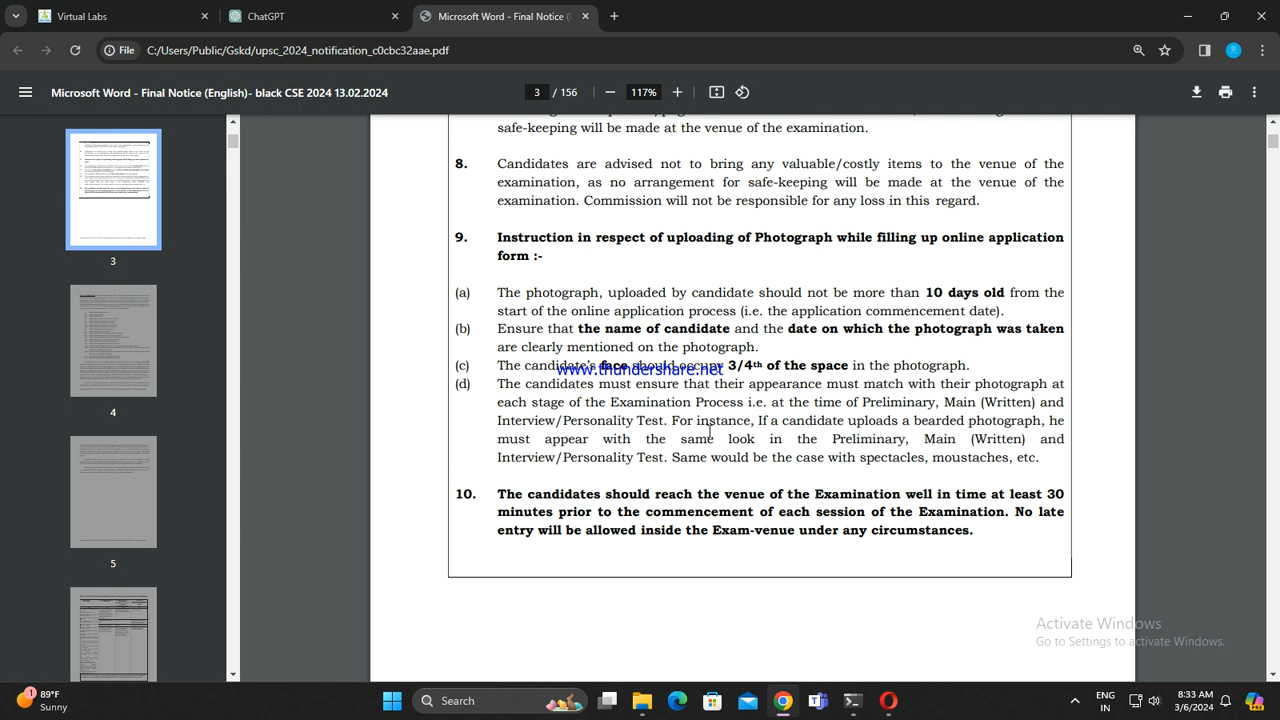 Virtual Labs
ChatGPT
Microsoft Word - Final Notice (
File
C:/Users/Public/Gskd/upsc_2024_notification_c0cbc32aae.pdf
Microsoft Word - Final Notice (English)- black CSE 2024 13.02.2024
3 / 156
117%
safe-keeping will be made at the venue of the examination.
8. Candidates are advised not to bring any valuable/costly items to the venue of the
examination, as no arrangement for safe-keeping will be made at the venue of the
examination. Commission will not be responsible for any loss in this regard.
9. Instruction in respect of uploading of Photograph while filling up online application
form :-
(a) The photograph, uploaded by candidate should not be more than 10 days old from the
start of the online application process (i.e. the application commencement date).
(b) Ensure that the name of candidate and the date on which the photograph was taken
are clearly mentioned on the photograph.
(c) The candidate's face should occupy 3/4th of the space in the photograph.
www.thundershare.net
(d) The candidates must ensure that their appearance must match with their photograph at
each stage of the Examination Process i.e. at the time of Preliminary, Main (Written) and
Interview/Personality Test. For instance, If a candidate uploads a bearded photograph, he
must appear with the same look in the Preliminary, Main (Written) and
Interview/Personality Test. Same would be the case with spectacles, moustaches, etc.
10. The candidates should reach the venue of the Examination well in time at least 30
minutes prior to the commencement of each session of the Examination. No late
entry will be allowed inside the Exam-venue under any circumstances.
3
4
5
Activate Windows
Go to Settings to activate Windows.
1
89°F
Sunny
Search
ENG
IN
8:33 AM
3/6/2024